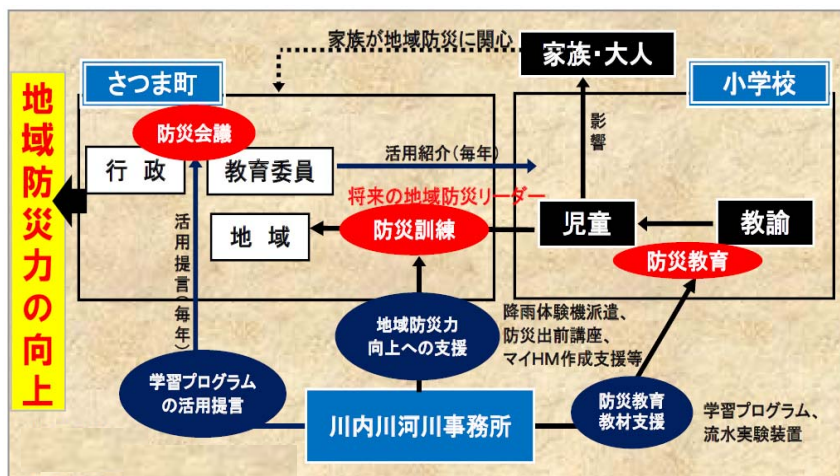 家族が地域防災に関心
家族・大人
さつま町
小学校
地域防災力の向上
防災会議
行政
教育委員
活用紹介(毎年)
影響
将来の地域防災リーダー
地域
防災訓練
児童
教諭
防災教育
活用提言(毎年)
地域防災力
向上への支援
降雨体験機派遣、
防災出前講座、
マイHM作成支援等
学習プログラム
の活用提言
川内川河川事務所
防災教育
教材支援
学習プログラム、
流水実験装置